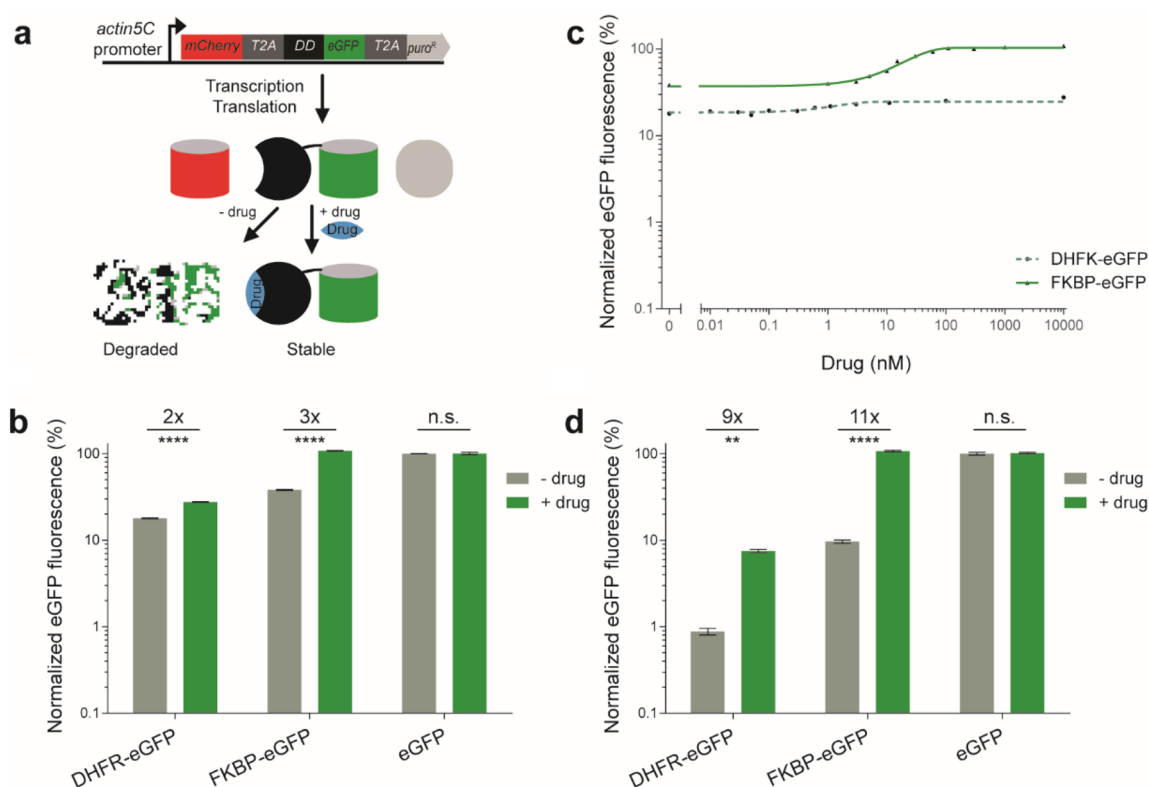 a
actin5C
promoter
mCherry T2A DD eGFP T2A puroR
Transcription
Translation
- drug
+ drug
Drug
Drug
Degraded
Stable
c
Normalized eGFP fluorescence (%)
100
10
1
0.1
0 0.01 0.1 1 10 100 1000 10000
Drug (nM)
DHFK-eGFP
FKBP-eGFP
b
Normalized eGFP fluorescence (%)
100
10
1
0.1
2x
****
3x
****
n.s.
- drug
+ drug
DHFR-eGFP
FKBP-eGFP
eGFP
d
Normalized eGFP fluorescence (%)
100
10
1
0.1
9x
**
11x
****
n.s.
- drug
+ drug
DHFR-eGFP
FKBP-eGFP
eGFP